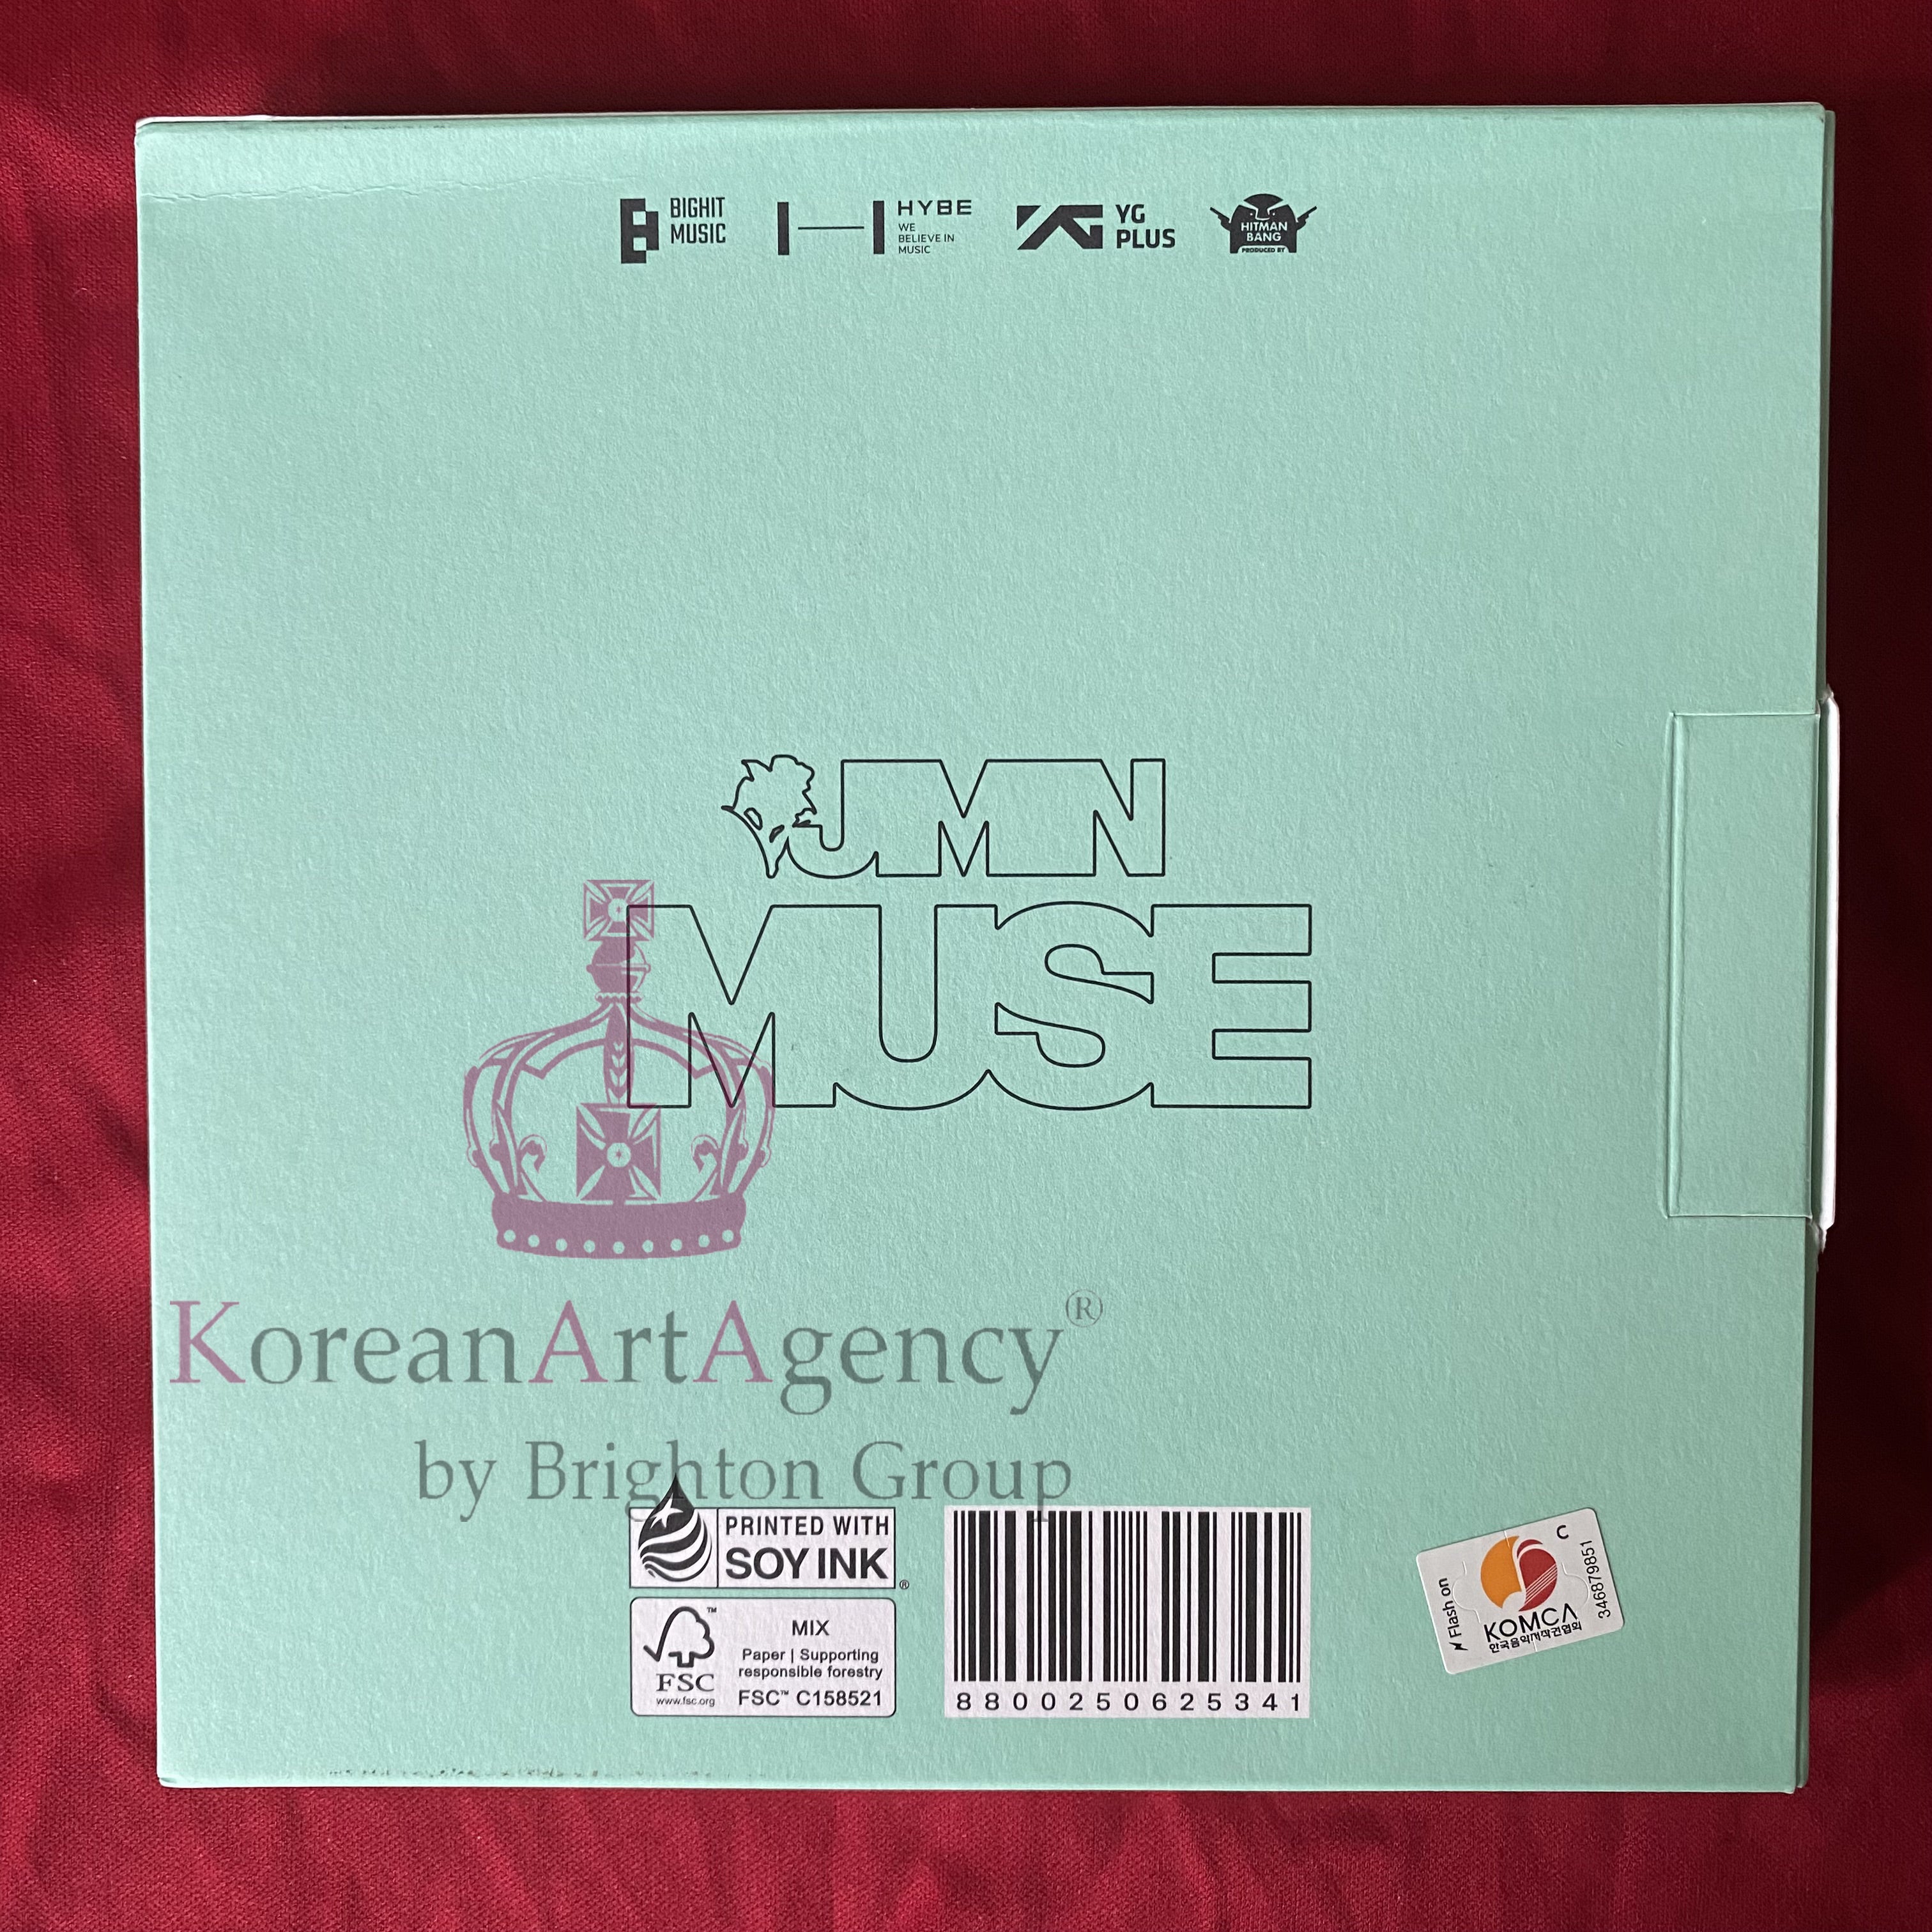 BIGHIT
MUSIC
HYBE
WE
BELIEVE IN
MUSIC
YG
PLUS
HITMAN
BANG
PRODUCED BY
JMN
MUSE
KoreanArtAgency®
by Brighton Group
PRINTED WITH
SOY INK®
FSC™
www.fsc.org
MIX
Paper | Supporting
responsible forestry
FSC™ C158521
8800250625341
Flash on
C
KOMCA
한국음악저작권협회
346879851